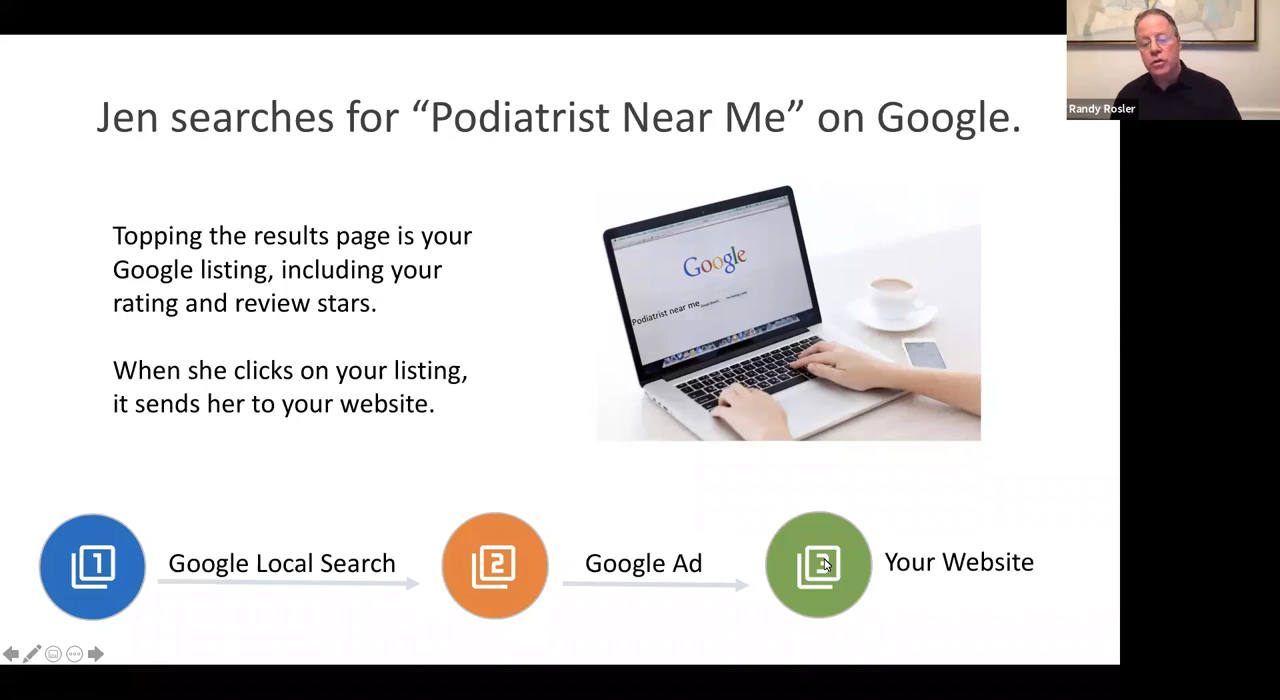 Jen searches for “Podiatrist Near Me” on Google.
Randy Rosler
Topping the results page is your
Google listing, including your
rating and review stars.
When she clicks on your listing,
it sends her to your website.
Google
Podiatrist near me
1
Google Local Search
2
Google Ad
3
Your Website